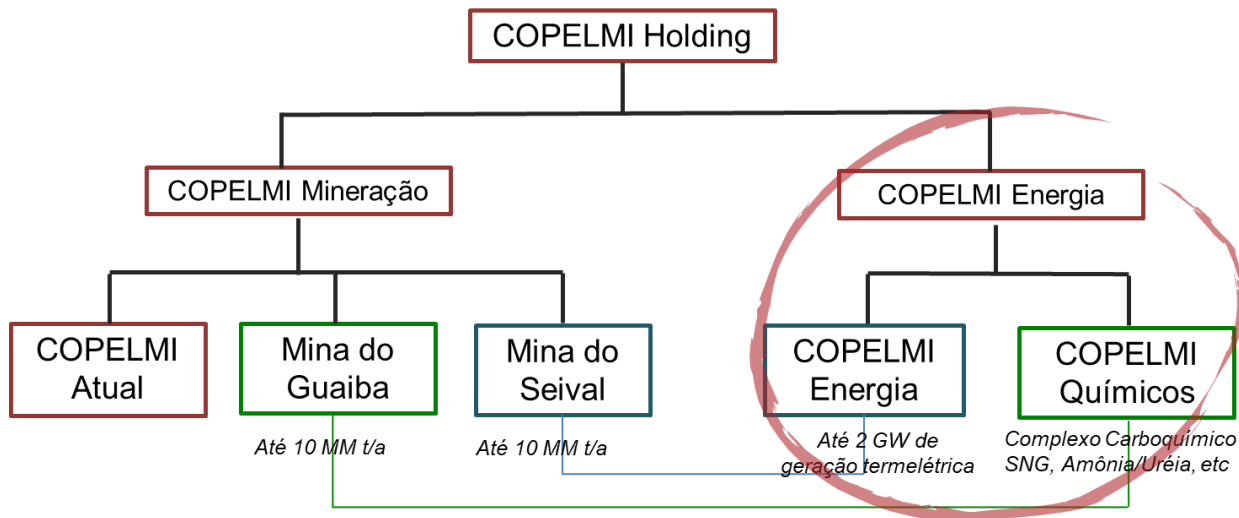 COPELMI Holding
COPELMI Mineração
COPELMI Energia
COPELMI
Atual
Mina do
Guaiba
Mina do
Seival
COPELMI
Energia
COPELMI
Químicos
Até 10 MM t/a
Até 10 MM t/a
Até 2 GW de
geração termelétrica
Complexo Carboquímico
SNG, Amônia/Uréia, etc